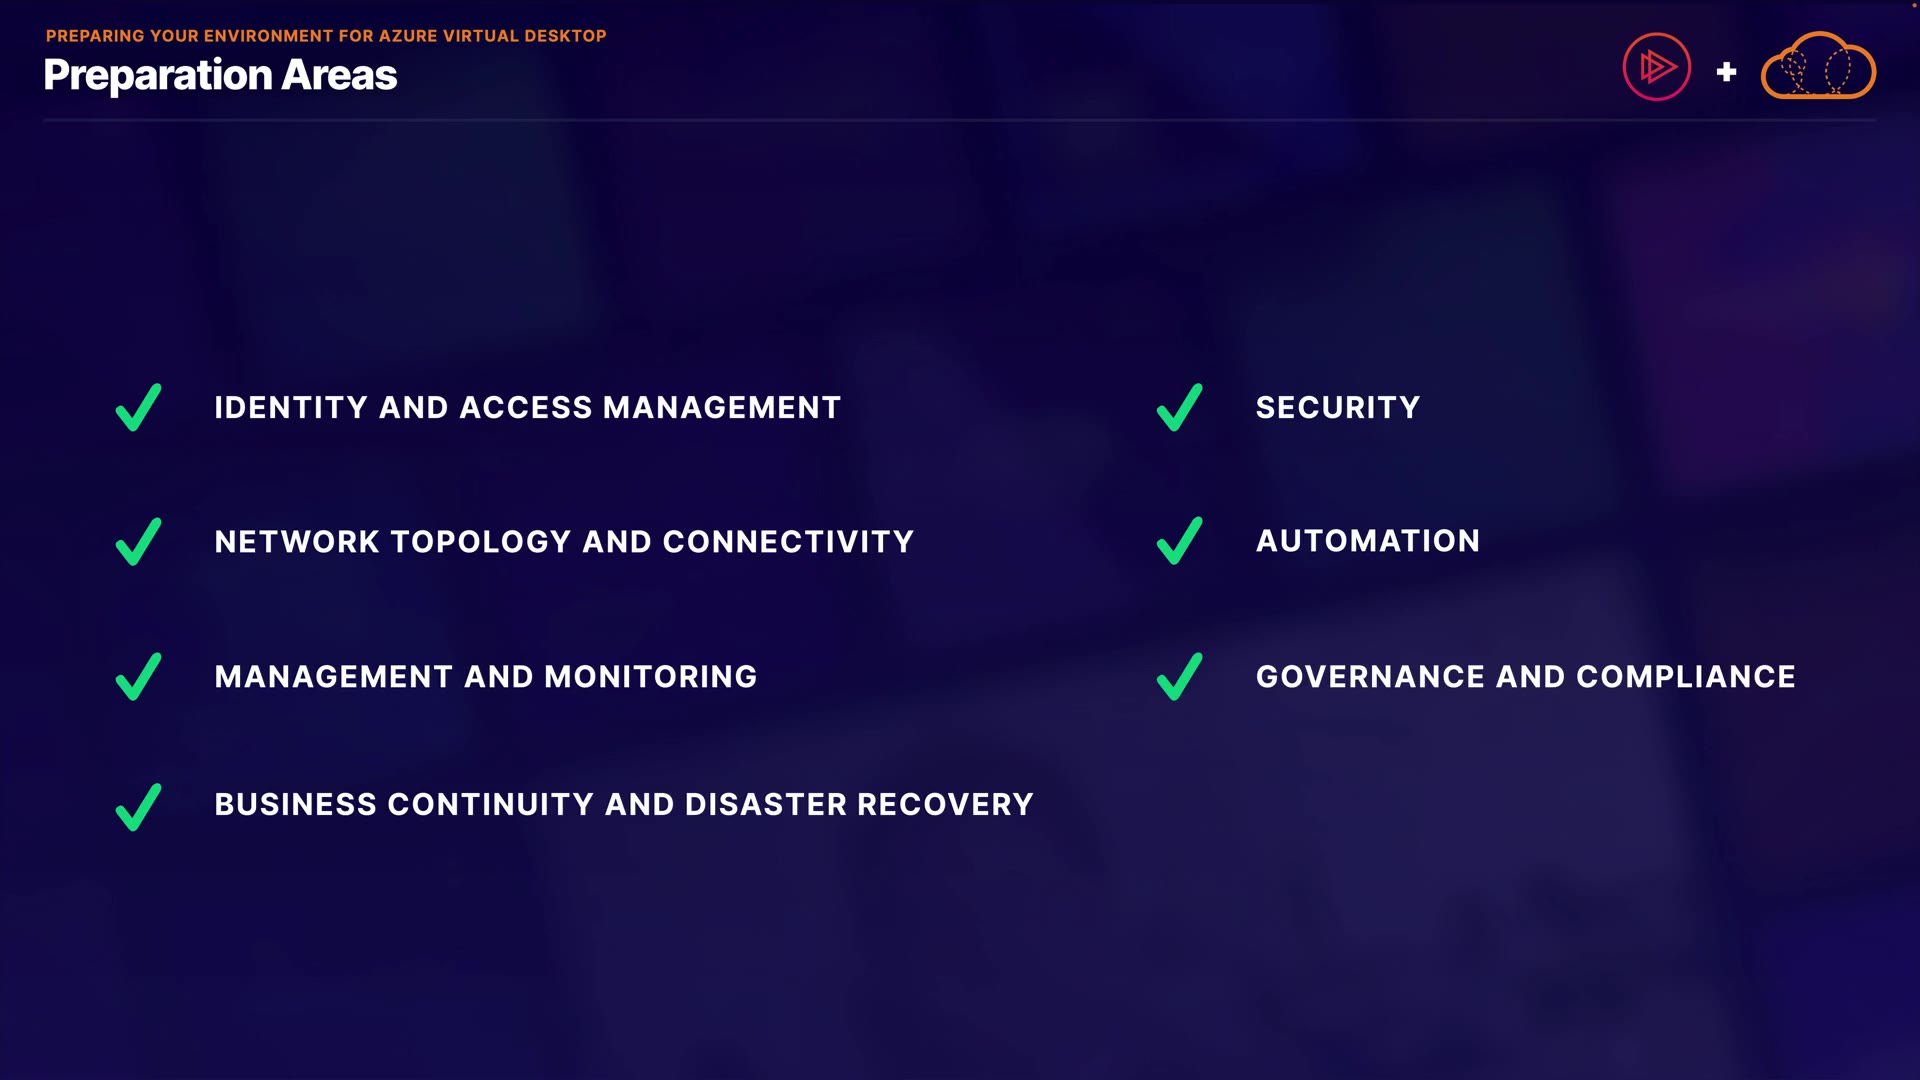 PREPARING YOUR ENVIRONMENT FOR AZURE VIRTUAL DESKTOP
Preparation Areas
IDENTITY AND ACCESS MANAGEMENT
NETWORK TOPOLOGY AND CONNECTIVITY
MANAGEMENT AND MONITORING
BUSINESS CONTINUITY AND DISASTER RECOVERY
SECURITY
AUTOMATION
GOVERNANCE AND COMPLIANCE